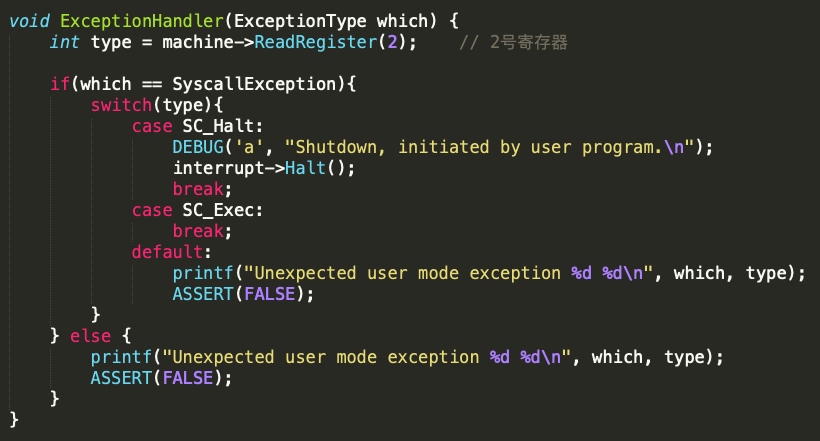 void ExceptionHandler(ExceptionType which) {
    int type = machine->ReadRegister(2);    // 2号寄存器

    if(which == SyscallException){
        switch(type){
            case SC_Halt:
                DEBUG('a', "Shutdown, initiated by user program.\n");
                interrupt->Halt();
                break;
            case SC_Exec:
                break;
            default:
                printf("Unexpected user mode exception %d %d\n", which, type);
                ASSERT(FALSE);
        }
    } else {
        printf("Unexpected user mode exception %d %d\n", which, type);
        ASSERT(FALSE);
    }
}